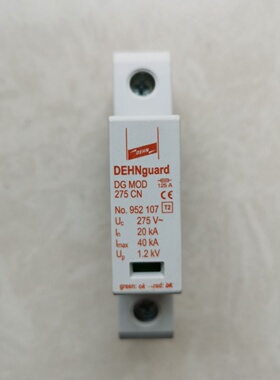 DEHN
DEHNguard
DG MOD
275 CN
125 A
No. 952 107 T2
Uc 275 V~
In 20 kA
Imax 40 kA
Up 1.2 kV
green: ok --red: